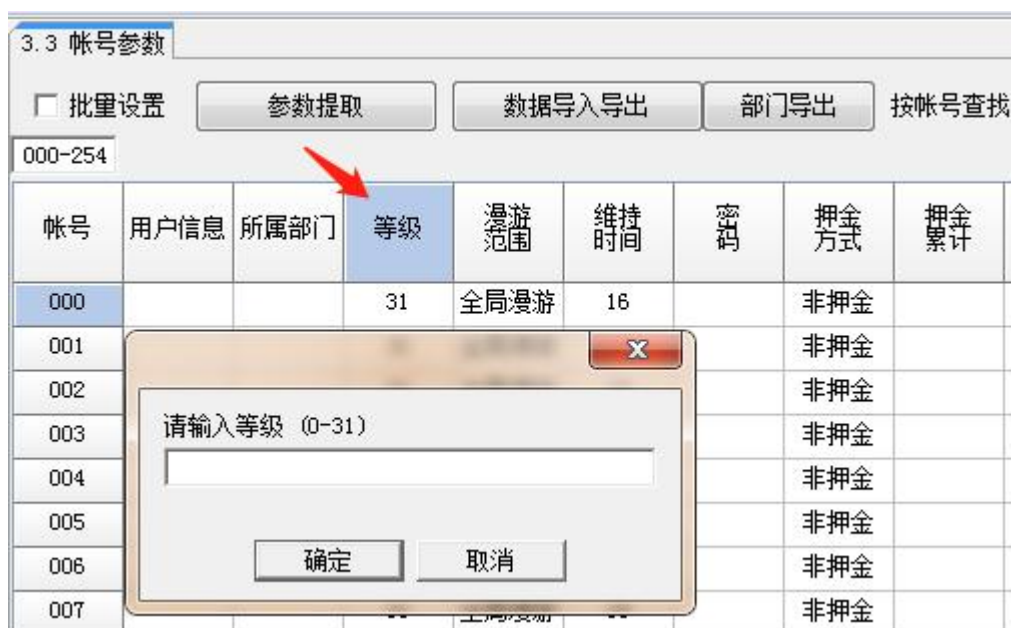 3.3 帐号参数
批里设置 参数提取 数据导入导出 部门导出 按帐号查找
000-254
帐号 用户信息 所属部门 等级 漫游范围 维持时间 密码 押金方式 押金累计
000 31 全局漫游 16 非押金
001 非押金
002 非押金
003 非押金
004 非押金
005 非押金
006 非押金
007 非押金
请输入等级 (0-31)
确定 取消